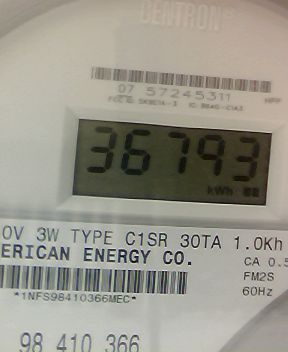 CENTRON®
07 57245311
36793
kWh
0V 3W TYPE C1SR 30TA 1.0Kh
ERICAN ENERGY CO.
CA 0.5
FM2S
*1NFS98410366MEC*
60Hz
98 410 366